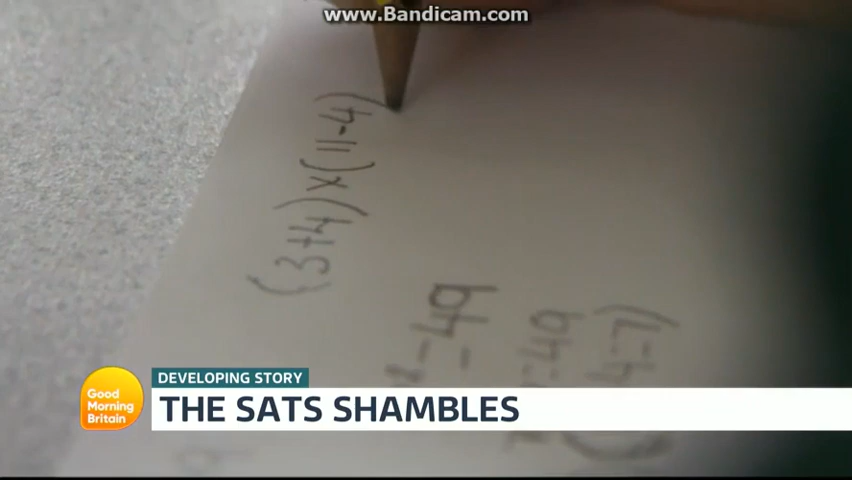 www.Bandicam.com
(3+4)x(11-4)
=49
=49
4-7)
Good
Morning
Britain
DEVELOPING STORY
THE SATS SHAMBLES